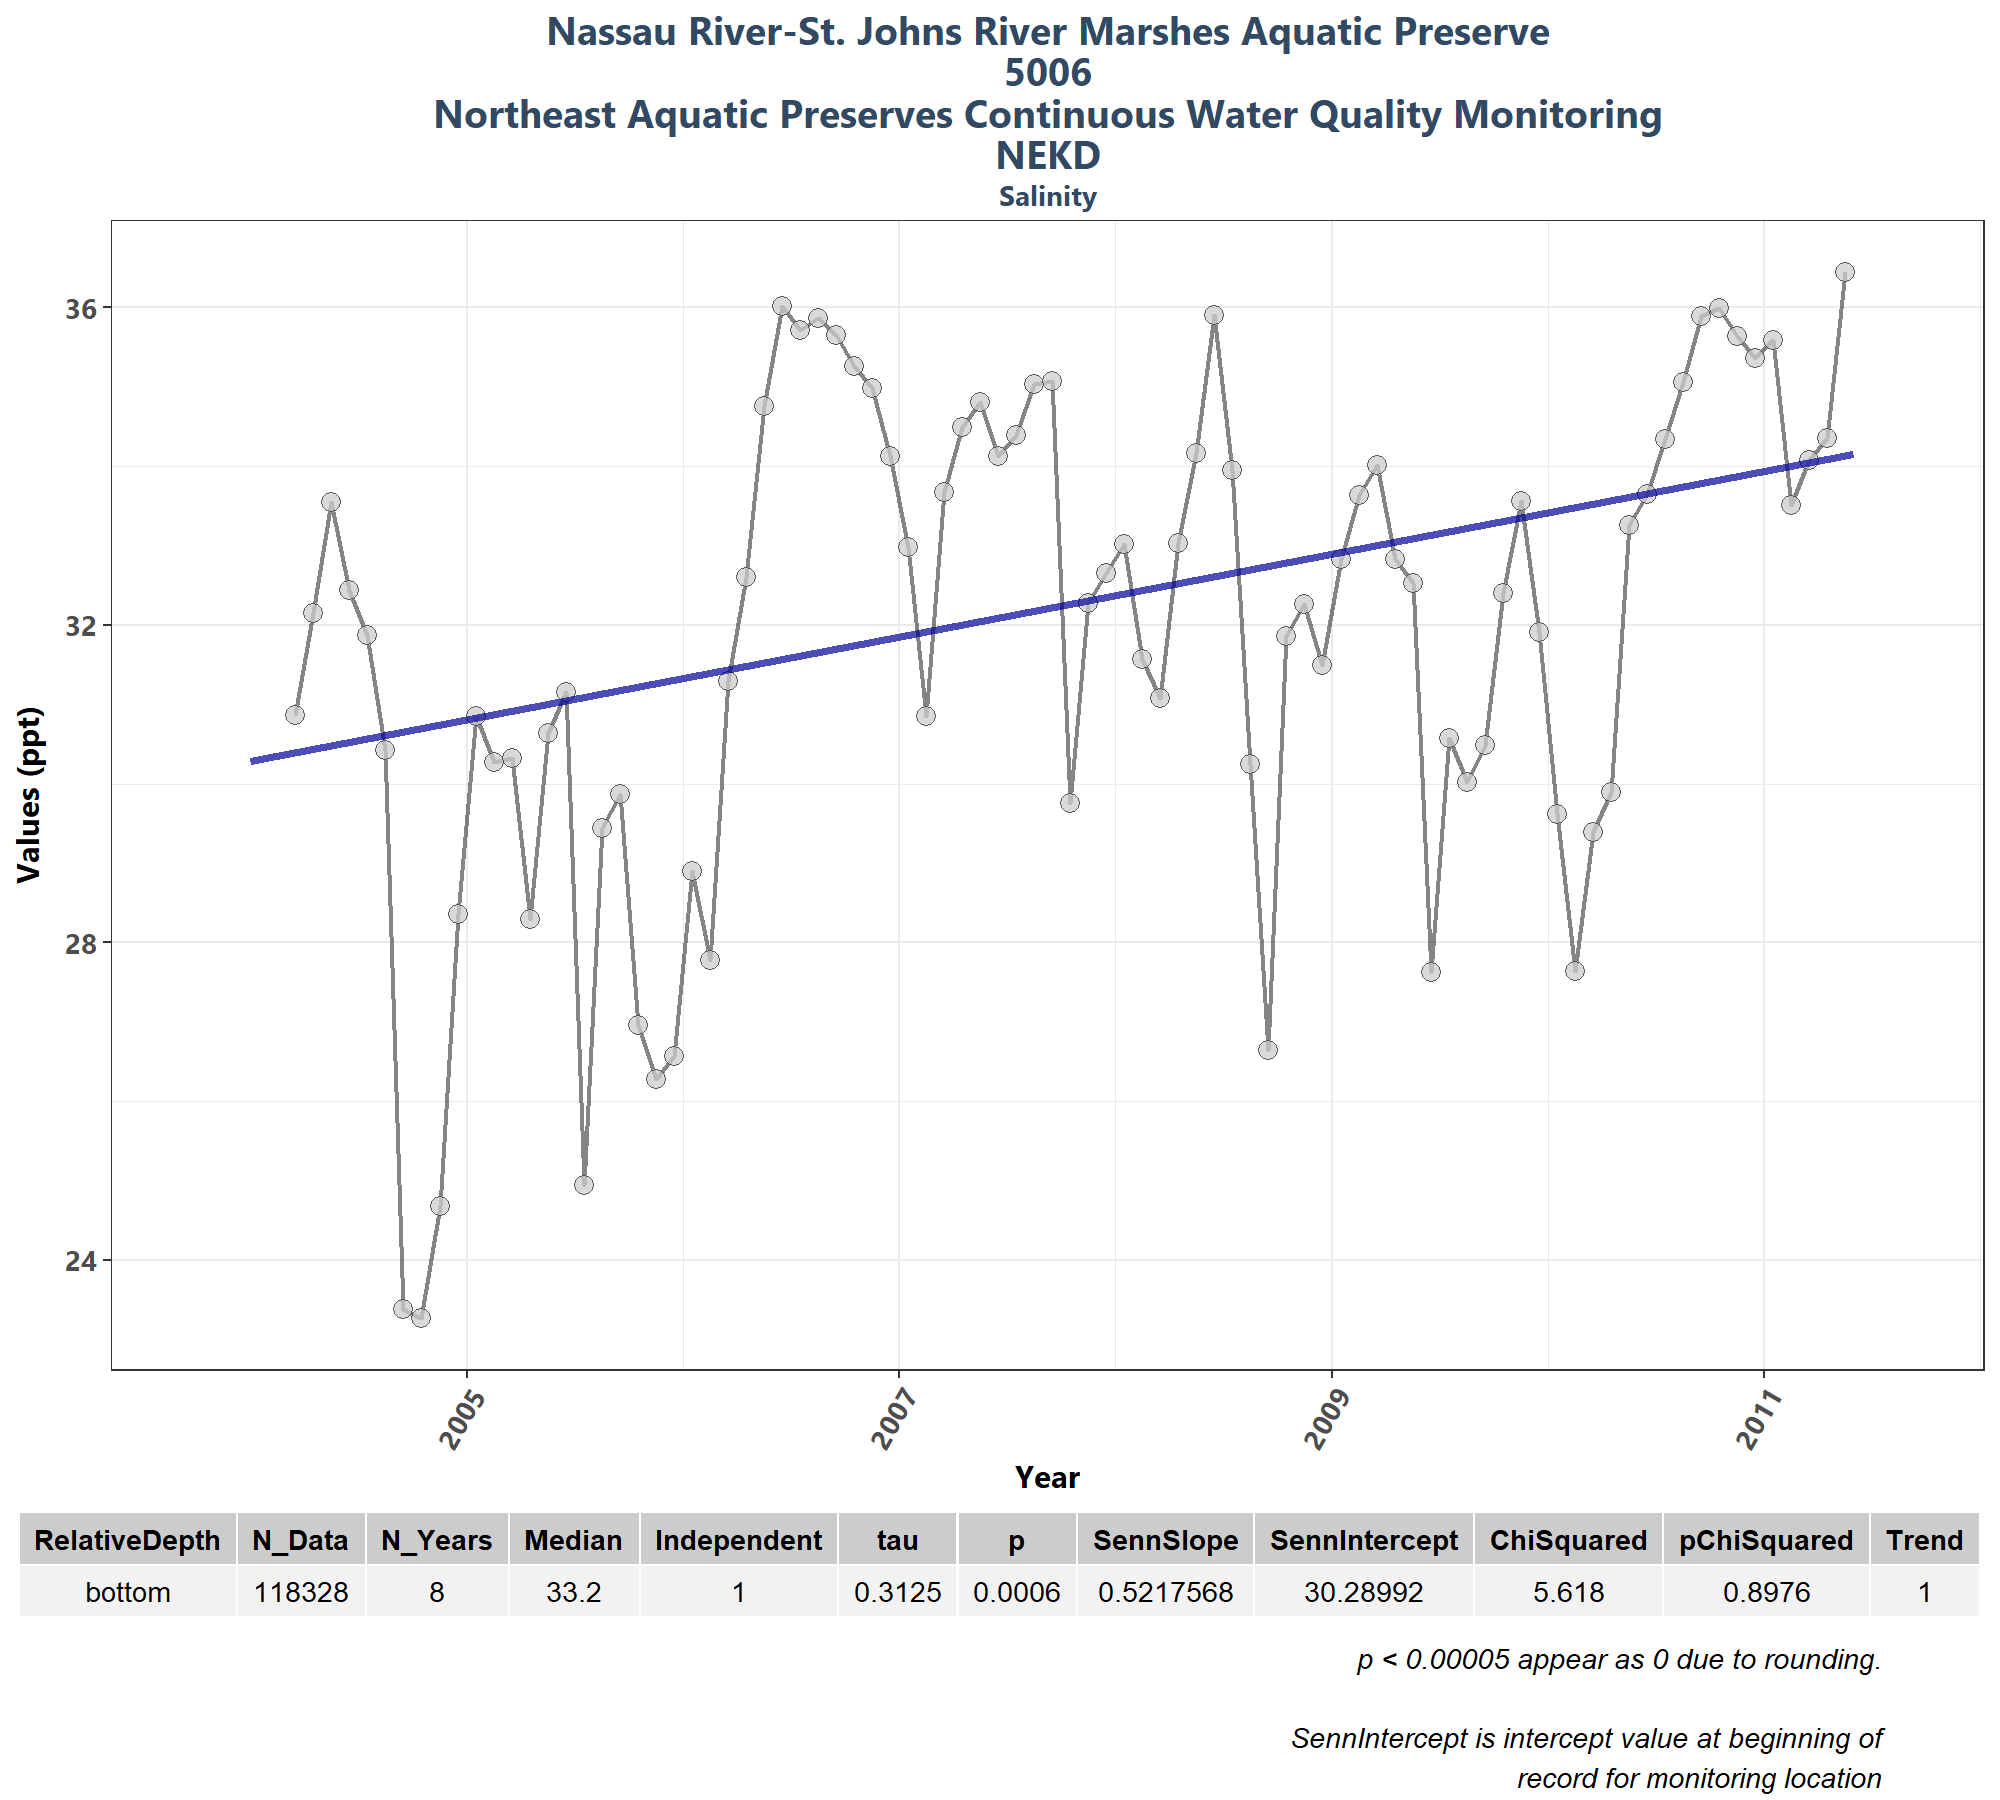 Nassau River-St. Johns River Marshes Aquatic Preserve
5006
Northeast Aquatic Preserves Continuous Water Quality Monitoring
NEKD
Salinity
36
32
28
24
Values (ppt)
2005 2007 2009 2011
Year
RelativeDepth N_Data N_Years Median Independent tau p SennSlope SennIntercept ChiSquared pChiSquared Trend
bottom 118328 8 33.2 1 0.3125 0.0006 0.5217568 30.28992 5.618 0.8976 1
p < 0.00005 appear as 0 due to rounding.
SennIntercept is intercept value at beginning of
record for monitoring location